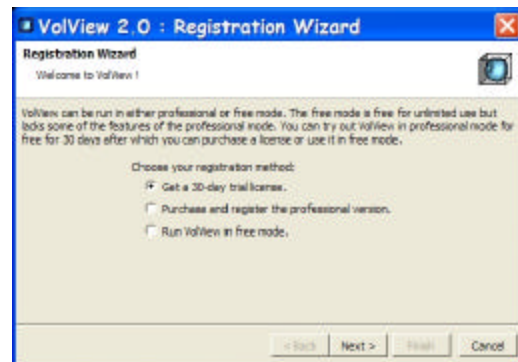 VolView 2.0 : Registration Wizard
Registration Wizard
Welcome to VolView !
VolView can be run in either professional or free mode. The free mode is free for unlimited use but
lacks some of the features of the professional mode. You can try out VolView in professional mode for
free for 30 days after which you can purchase a license or use it in free mode.
Choose your registration method:
Get a 30-day trial license.
Purchase and register the professional version.
Run VolView in free mode.
< Back Next > Finish Cancel